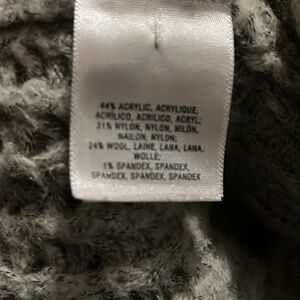 44% ACRYLIC, ACRYLIQUE,
ACRÍLICO, ACRILICO, ACRYL;
31% NYLON, NYLON, NILÓN,
NAILON, NYLON;
24% WOOL, LAINE, LANA, LANA,
WOLLE;
1% SPANDEX, SPANDEX,
SPANDEX, SPANDEX, SPANDEX